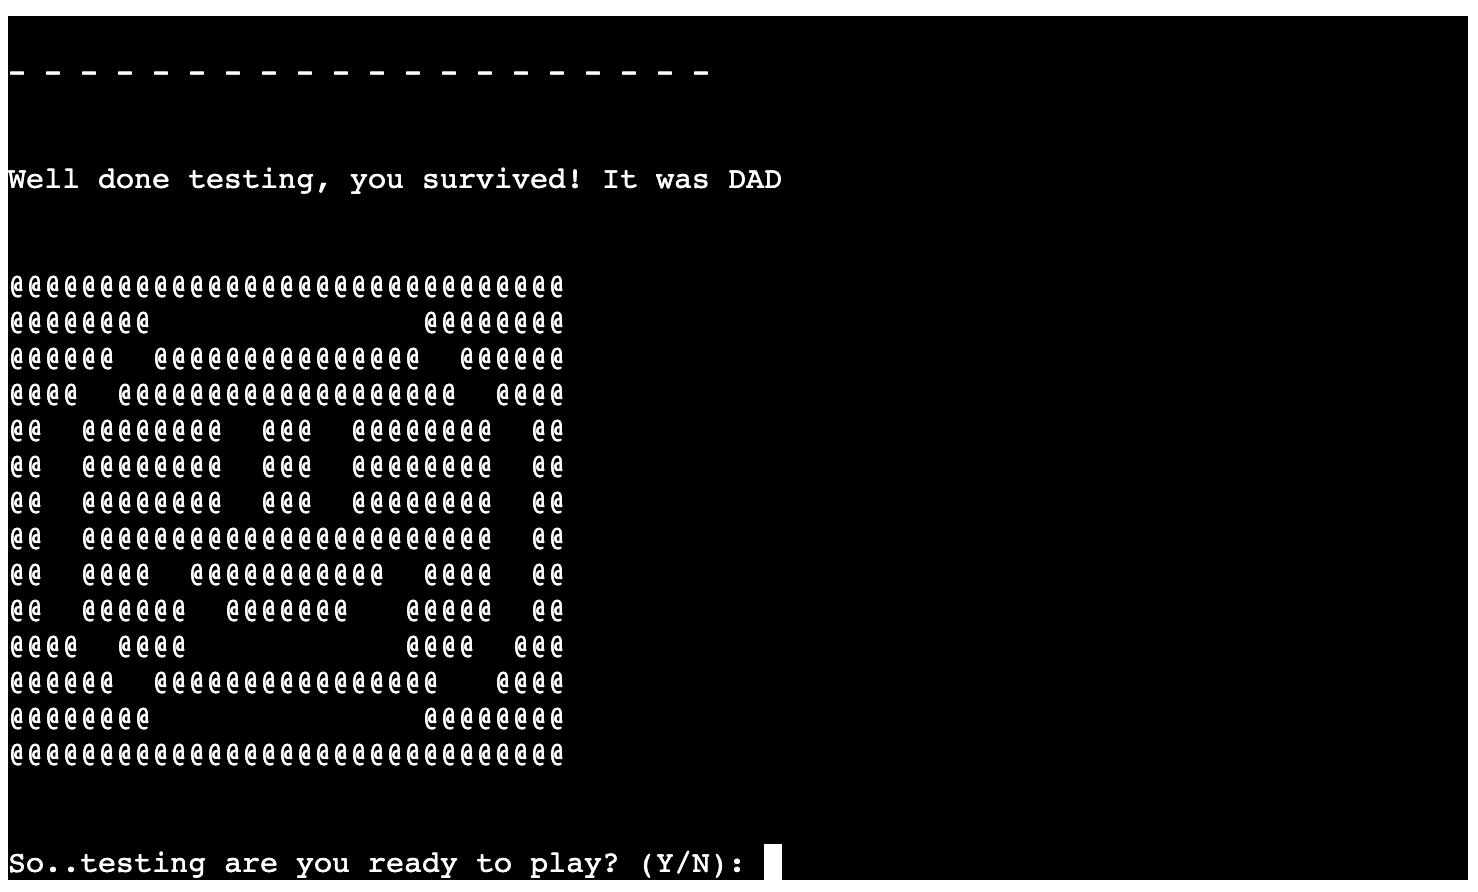 - - - - - - - - - - - - - - - - - - - -
Well done testing, you survived! It was DAD
@@@@@@@@@@@@@@@@@@@@@@@@@@@@@@@
@@@@@@@@               @@@@@@@@
@@@@@@  @@@@@@@@@@@@@@@  @@@@@@
@@@@  @@@@@@@@@@@@@@@@@@@  @@@@
@@  @@@@@@@@  @@@  @@@@@@@@  @@
@@  @@@@@@@@  @@@  @@@@@@@@  @@
@@  @@@@@@@@  @@@  @@@@@@@@  @@
@@  @@@@@@@@@@@@@@@@@@@@@@@  @@
@@  @@@@  @@@@@@@@@@@  @@@@  @@
@@  @@@@@@  @@@@@@@   @@@@@  @@
@@@@  @@@@            @@@@  @@@
@@@@@@  @@@@@@@@@@@@@@@@   @@@@
@@@@@@@@               @@@@@@@@
@@@@@@@@@@@@@@@@@@@@@@@@@@@@@@@
So..testing are you ready to play? (Y/N):